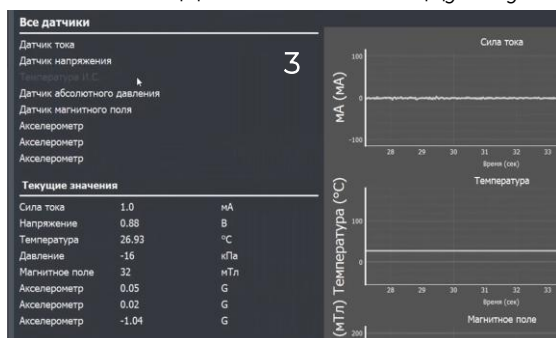 Все датчики
Датчик тока
Датчик напряжения
Температура И.С.
Датчик абсолютного давления
Датчик магнитного поля
Акселерометр
Акселерометр
Акселерометр
3
Текущие значения
Сила тока 1.0 мА
Напряжение 0.88 В
Температура 26.93 °C
Давление -16 кПа
Магнитное поле 32 мТл
Акселерометр 0.05 G
Акселерометр 0.02 G
Акселерометр -1.04 G
Сила тока
мА (мА)
100
0
-100
28 29 30 31 32 33
Время (сек)
Температура
Температура (°C)
100
0
28 29 30 31 32 33
Время (сек)
Магнитное поле
(мТл)
200